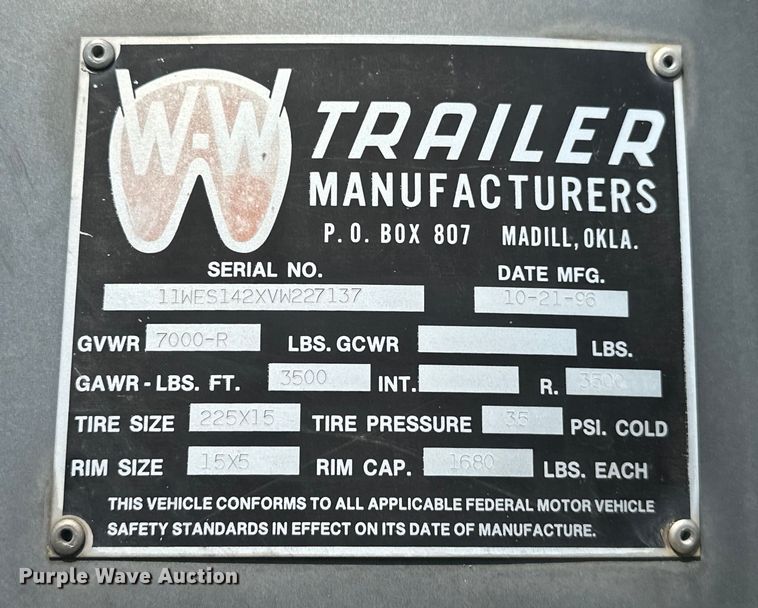 W-W TRAILER
MANUFACTURERS
P. O. BOX 807 MADILL, OKLA.
SERIAL NO. DATE MFG.
11WES142XVW227137 10-21-96
GVWR 7000-R LBS. GCWR LBS.
GAWR - LBS. FT. 3500 INT. R. 3500
TIRE SIZE 225X15 TIRE PRESSURE 35 PSI. COLD
RIM SIZE 15X5 RIM CAP. 1680 LBS. EACH
THIS VEHICLE CONFORMS TO ALL APPLICABLE FEDERAL MOTOR VEHICLE
SAFETY STANDARDS IN EFFECT ON ITS DATE OF MANUFACTURE.
Purple Wave Auction